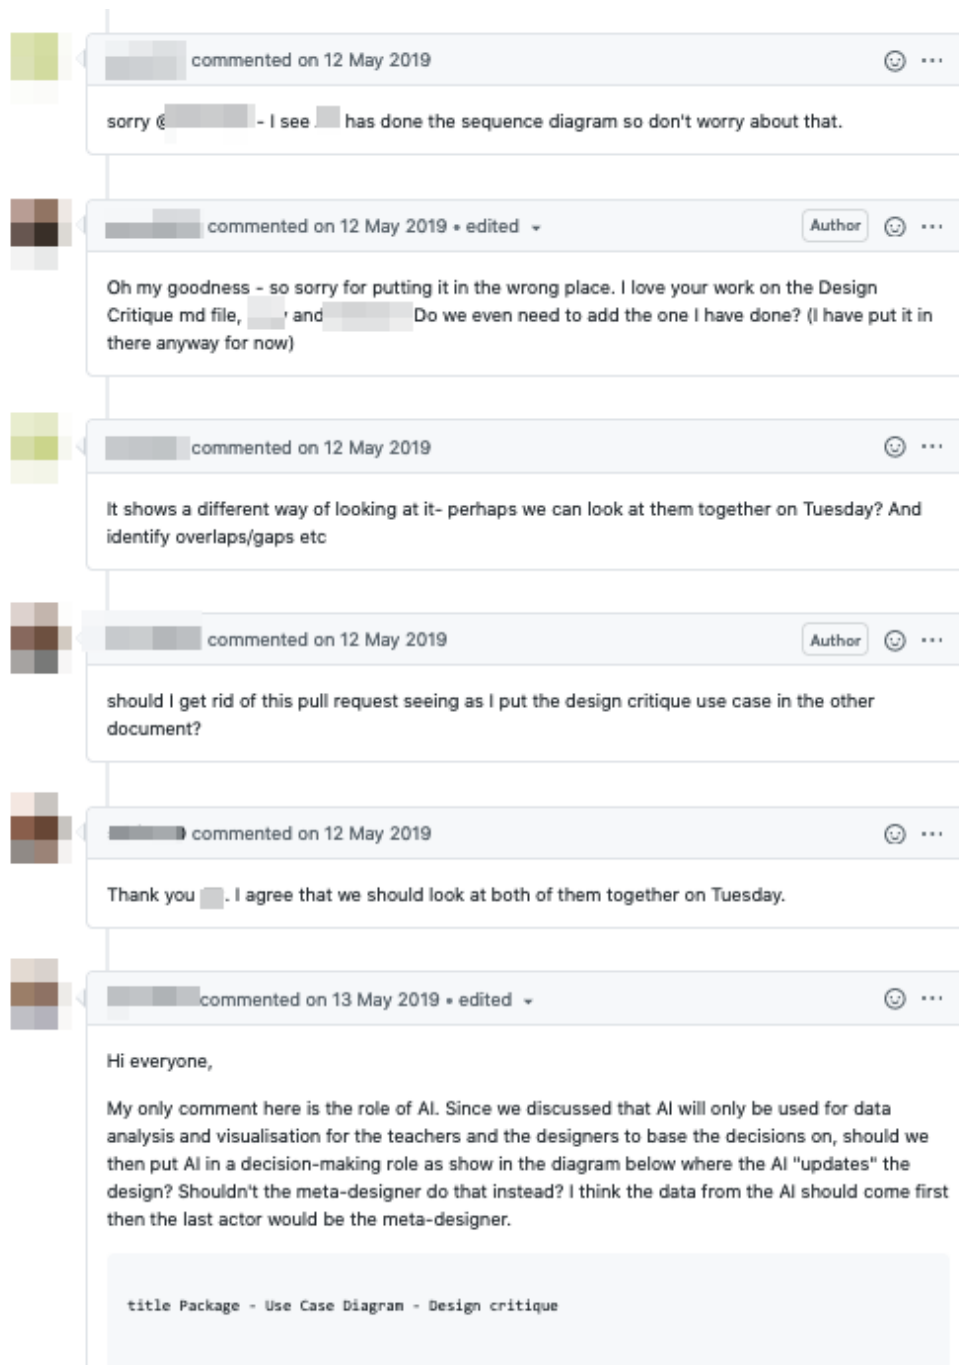 commented on 12 May 2019
sorry @ - I see has done the sequence diagram so don't worry about that.
commented on 12 May 2019 • edited
Author
Oh my goodness - so sorry for putting it in the wrong place. I love your work on the Design
Critique md file, and Do we even need to add the one I have done? (I have put it in
there anyway for now)
commented on 12 May 2019
It shows a different way of looking at it- perhaps we can look at them together on Tuesday? And
identify overlaps/gaps etc
commented on 12 May 2019
Author
should I get rid of this pull request seeing as I put the design critique use case in the other
document?
commented on 12 May 2019
Thank you . I agree that we should look at both of them together on Tuesday.
commented on 13 May 2019 • edited
Hi everyone,
My only comment here is the role of AI. Since we discussed that AI will only be used for data
analysis and visualisation for the teachers and the designers to base the decisions on, should we
then put AI in a decision-making role as show in the diagram below where the AI "updates" the
design? Shouldn't the meta-designer do that instead? I think the data from the AI should come first
then the last actor would be the meta-designer.
title Package - Use Case Diagram - Design critique